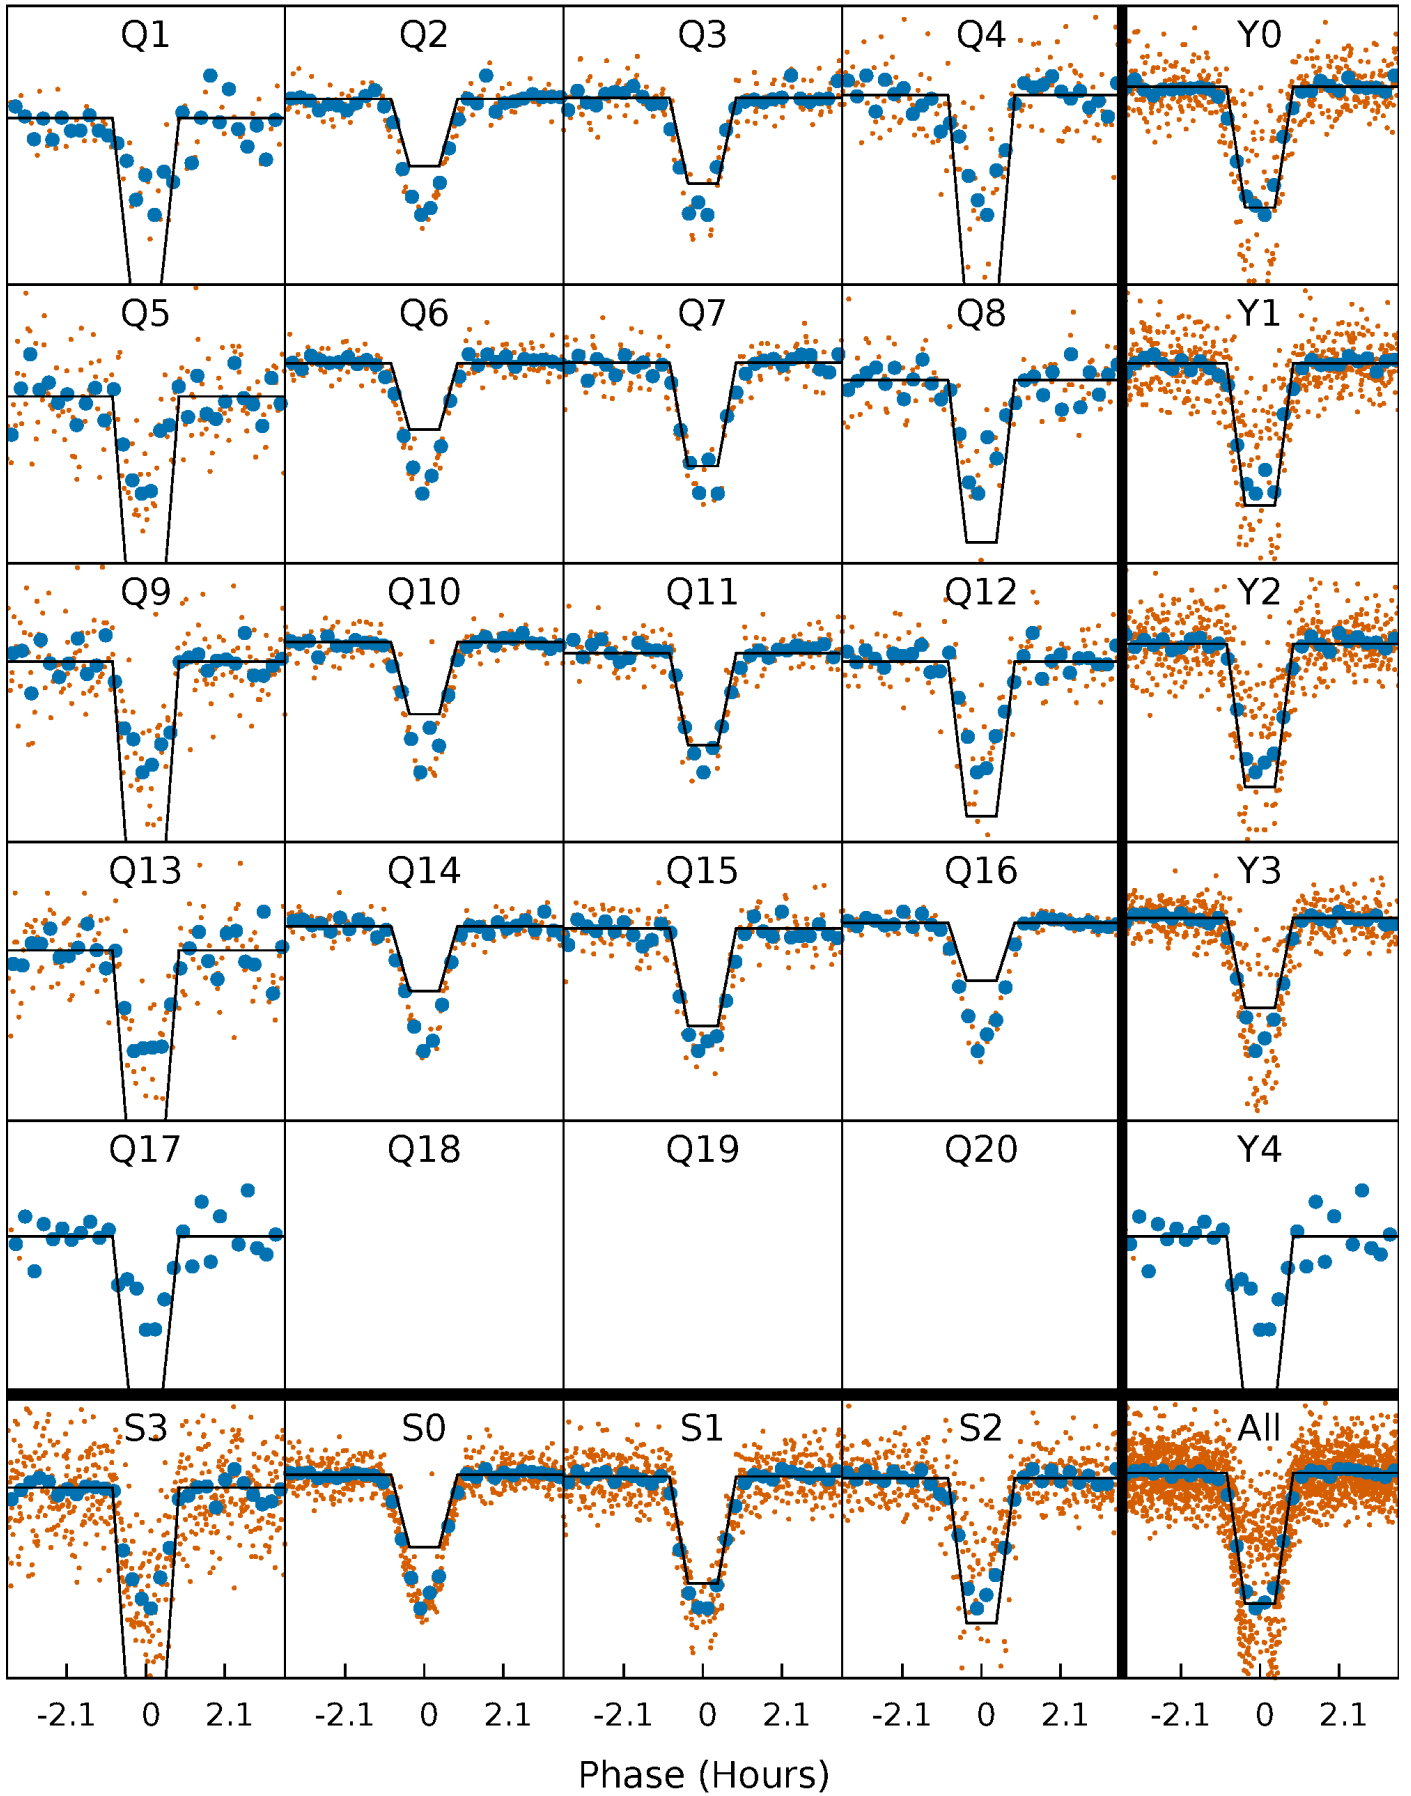 Q1 Q2 Q3 Q4 Y0
Q5 Q6 Q7 Q8 Y1
Q9 Q10 Q11 Q12 Y2
Q13 Q14 Q15 Q16 Y3
Q17 Q18 Q19 Q20 Y4
S3 S0 S1 S2 All
-2.1 0 2.1 -2.1 0 2.1 -2.1 0 2.1 -2.1 0 2.1 -2.1 0 2.1
Phase (Hours)